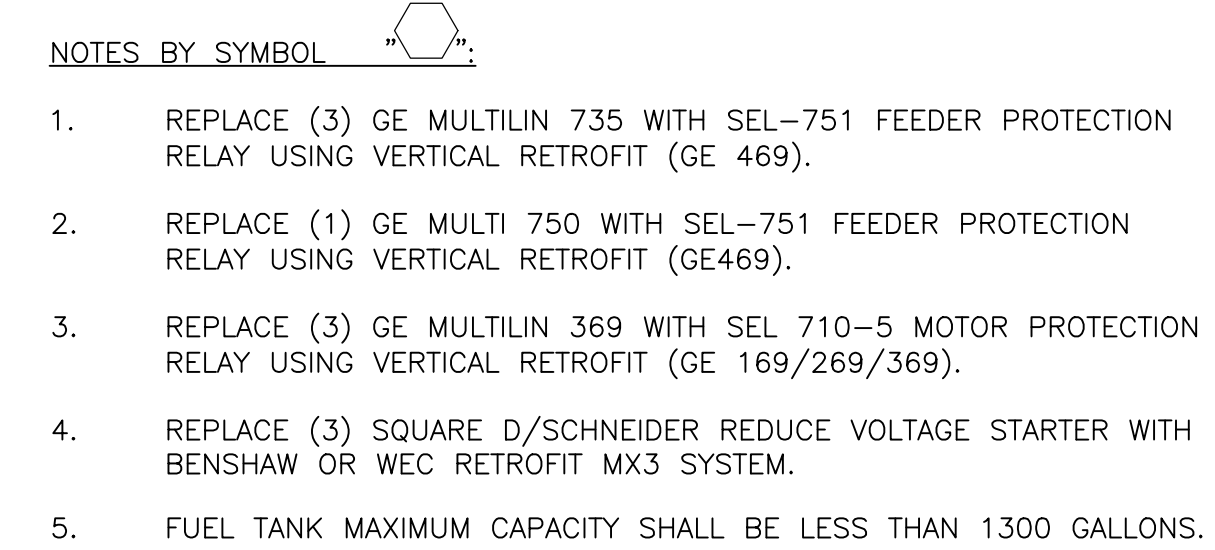 NOTES BY SYMBOL "⬡":
1. REPLACE (3) GE MULTILIN 735 WITH SEL-751 FEEDER PROTECTION
RELAY USING VERTICAL RETROFIT (GE 469).
2. REPLACE (1) GE MULTI 750 WITH SEL-751 FEEDER PROTECTION
RELAY USING VERTICAL RETROFIT (GE469).
3. REPLACE (3) GE MULTILIN 369 WITH SEL 710-5 MOTOR PROTECTION
RELAY USING VERTICAL RETROFIT (GE 169/269/369).
4. REPLACE (3) SQUARE D/SCHNEIDER REDUCE VOLTAGE STARTER WITH
BENSHAW OR WEC RETROFIT MX3 SYSTEM.
5. FUEL TANK MAXIMUM CAPACITY SHALL BE LESS THAN 1300 GALLONS.